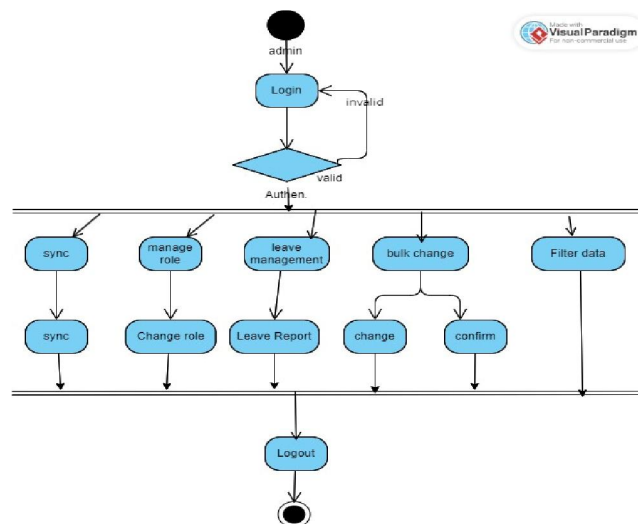 Made with
Visual Paradigm
For non-commercial use
admin
Login
invalid
valid
Authen.
sync
manage
role
leave
management
bulk change
Filter data
sync
Change role
Leave Report
change
confirm
Logout